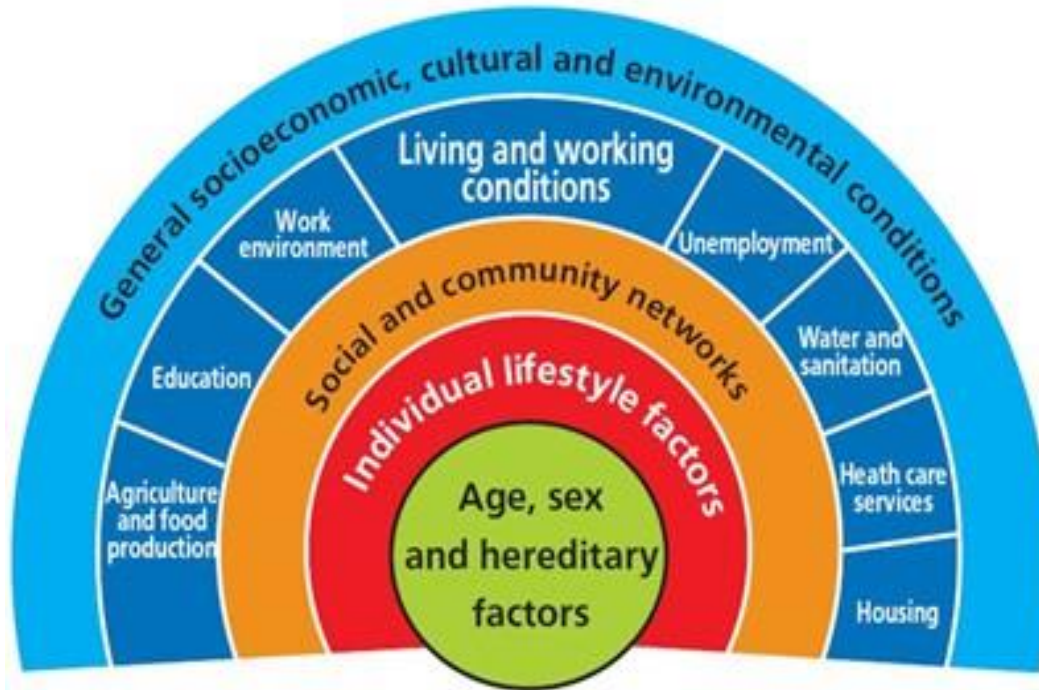 General socioeconomic, cultural and environmental conditions
Living and working
conditions
Work
environment
Unemployment
Education
Water and
sanitation
Agriculture
and food
production
Heath care
services
Housing
Social and community networks
Individual lifestyle factors
Age, sex
and hereditary
factors